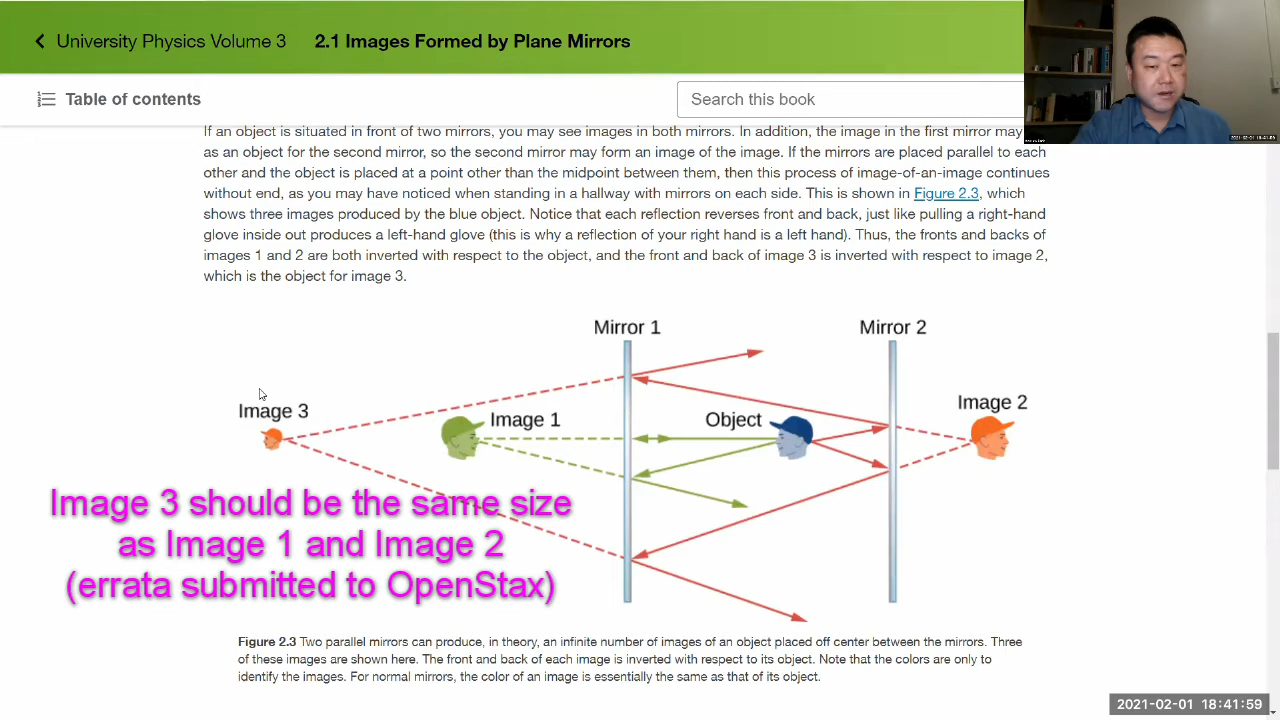 University Physics Volume 3 2.1 Images Formed by Plane Mirrors
Table of contents
Search this book
If an object is situated in front of two mirrors, you may see images in both mirrors. In addition, the image in the first mirror may
as an object for the second mirror, so the second mirror may form an image of the image. If the mirrors are placed parallel to each
other and the object is placed at a point other than the midpoint between them, then this process of image-of-an-image continues
without end, as you may have noticed when standing in a hallway with mirrors on each side. This is shown in Figure 2.3, which
shows three images produced by the blue object. Notice that each reflection reverses front and back, just like pulling a right-hand
glove inside out produces a left-hand glove (this is why a reflection of your right hand is a left hand). Thus, the fronts and backs of
images 1 and 2 are both inverted with respect to the object, and the front and back of image 3 is inverted with respect to image 2,
which is the object for image 3.
Mirror 1
Mirror 2
Image 3
Image 1
Object
Image 2
Image 3 should be the same size
as Image 1 and Image 2
(errata submitted to OpenStax)
Figure 2.3 Two parallel mirrors can produce, in theory, an infinite number of images of an object placed off center between the mirrors. Three
of these images are shown here. The front and back of each image is inverted with respect to its object. Note that the colors are only to
identify the images. For normal mirrors, the color of an image is essentially the same as that of its object.
2021-02-01 18:41:59
2021-02-01 18:41:59